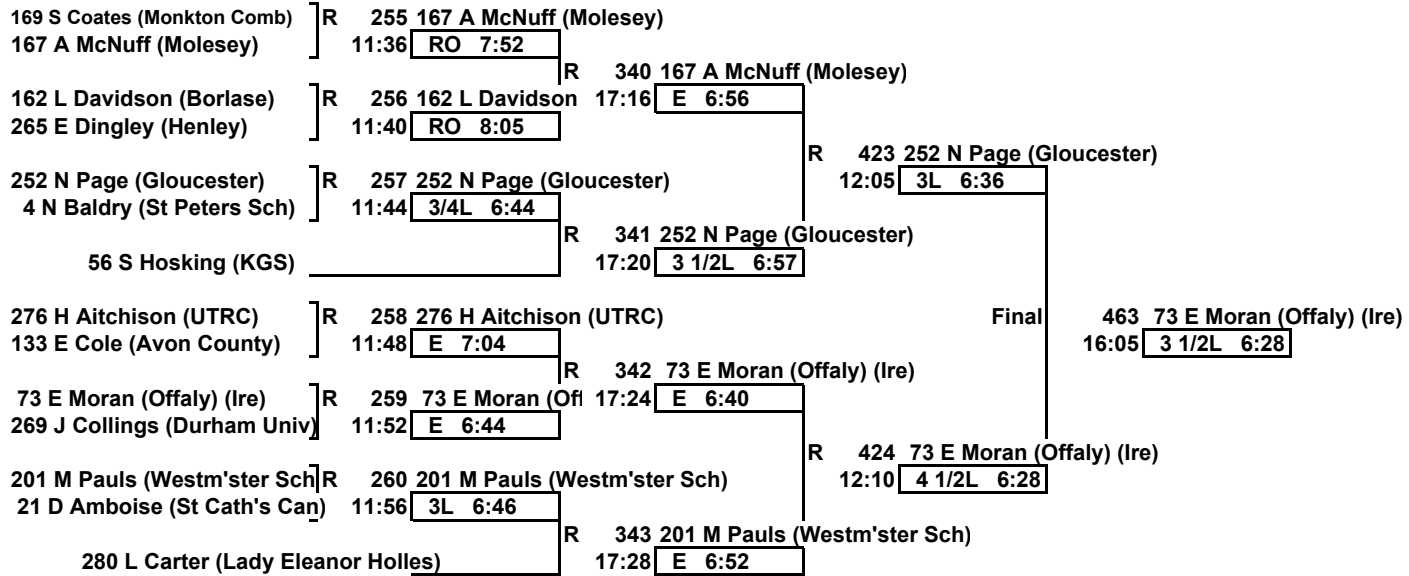 169 S Coates (Monkton Comb) R 255 167 A McNuff (Molesey)
167 A McNuff (Molesey) 11:36 RO 7:52
R 340 167 A McNuff (Molesey)
162 L Davidson (Borlase) R 256 162 L Davidson 17:16 E 6:56
265 E Dingley (Henley) 11:40 RO 8:05
R 423 252 N Page (Gloucester)
252 N Page (Gloucester) R 257 252 N Page (Gloucester) 12:05 3L 6:36
4 N Baldry (St Peters Sch) 11:44 3/4L 6:44
R 341 252 N Page (Gloucester)
56 S Hosking (KGS) 17:20 3 1/2L 6:57
276 H Aitchison (UTRC) R 258 276 H Aitchison (UTRC) Final 463 73 E Moran (Offaly) (Ire)
133 E Cole (Avon County) 11:48 E 7:04 16:05 3 1/2L 6:28
R 342 73 E Moran (Offaly) (Ire)
73 E Moran (Offaly) (Ire) R 259 73 E Moran (Off 17:24 E 6:40
269 J Collings (Durham Univ) 11:52 E 6:44
R 424 73 E Moran (Offaly) (Ire)
201 M Pauls (Westm'ster Sch R 260 201 M Pauls (Westm'ster Sch) 12:10 4 1/2L 6:28
21 D Amboise (St Cath's Can) 11:56 3L 6:46
R 343 201 M Pauls (Westm'ster Sch)
280 L Carter (Lady Eleanor Holles) 17:28 E 6:52